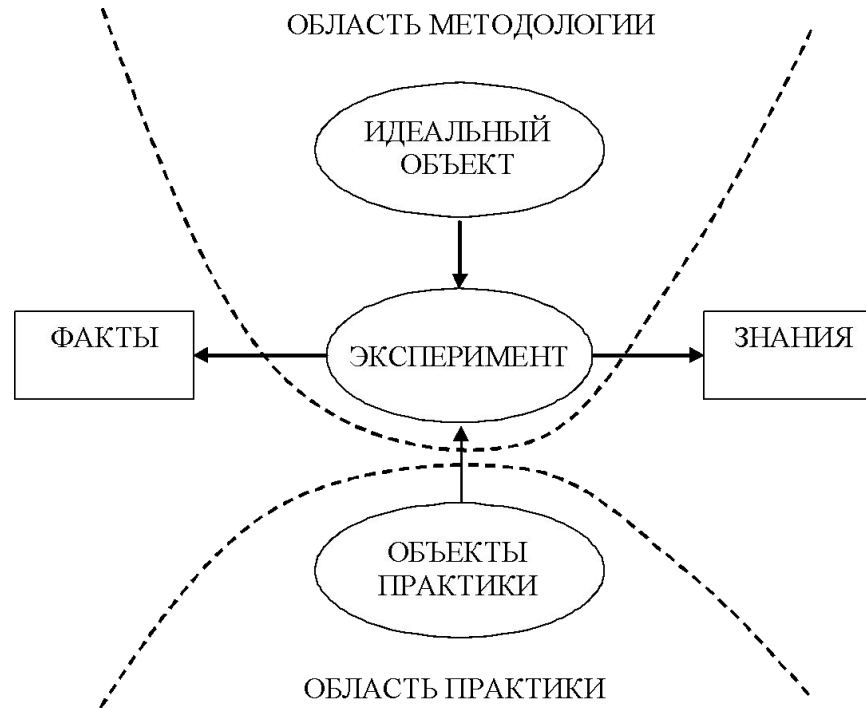 ОБЛАСТЬ МЕТОДОЛОГИИ
ИДЕАЛЬНЫЙ
ОБЪЕКТ
ФАКТЫ
ЭКСПЕРИМЕНТ
ЗНАНИЯ
ОБЪЕКТЫ
ПРАКТИКИ
ОБЛАСТЬ ПРАКТИКИ